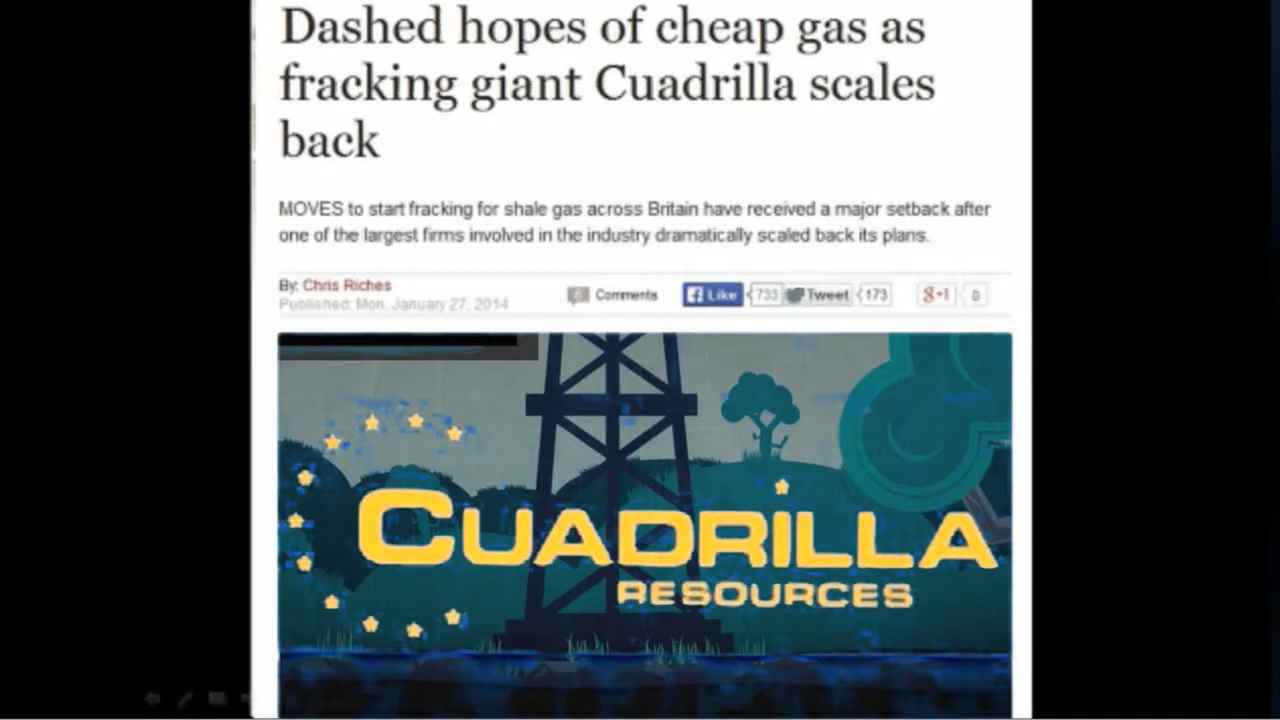 Dashed hopes of cheap gas as
fracking giant Cuadrilla scales
back
MOVES to start fracking for shale gas across Britain have received a major setback after
one of the largest firms involved in the industry dramatically scaled back its plans.
By: Chris Riches
Published: Mon, January 27, 2014
Comments
Like 733
Tweet 173
g+1 0
CUADRILLA
RESOURCES